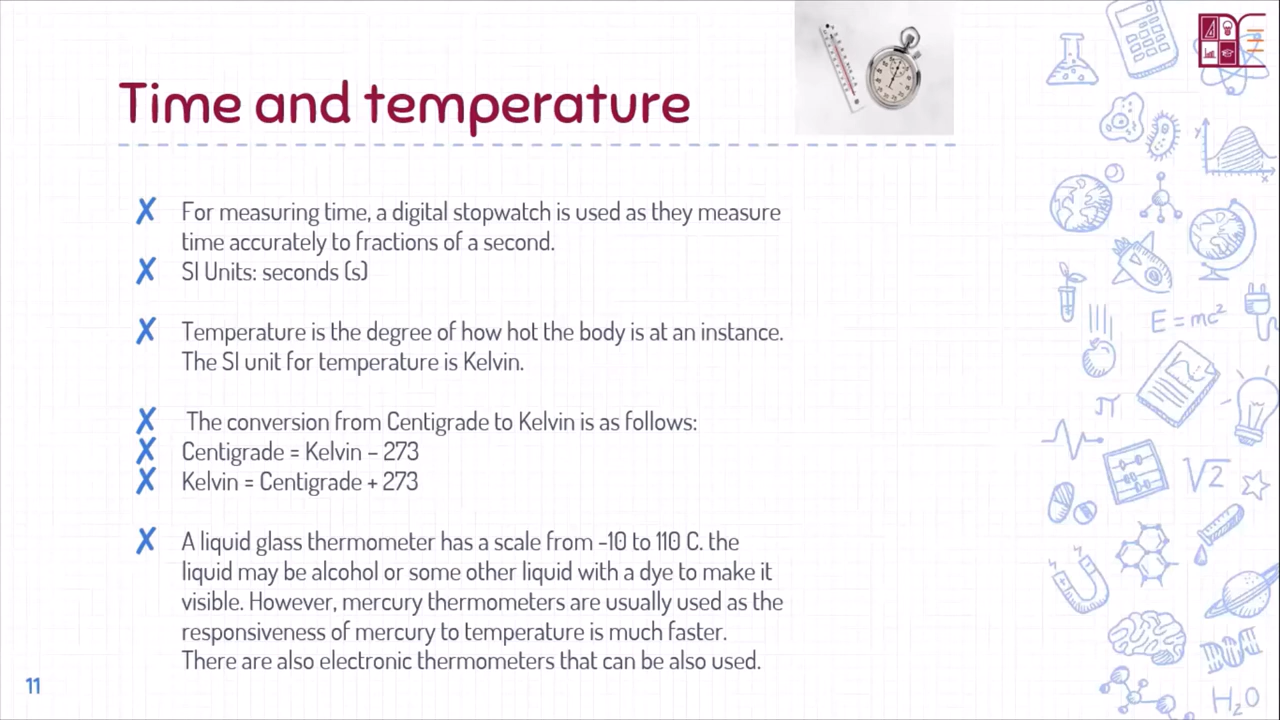 Time and temperature
For measuring time, a digital stopwatch is used as they measure
time accurately to fractions of a second.
SI Units: seconds (s)
Temperature is the degree of how hot the body is at an instance.
The SI unit for temperature is Kelvin.
The conversion from Centigrade to Kelvin is as follows:
Centigrade = Kelvin – 273
Kelvin = Centigrade + 273
A liquid glass thermometer has a scale from -10 to 110 C. the
liquid may be alcohol or some other liquid with a dye to make it
visible. However, mercury thermometers are usually used as the
responsiveness of mercury to temperature is much faster.
There are also electronic thermometers that can be also used.
11
y
x
E = mc²
π
√2
H₂O